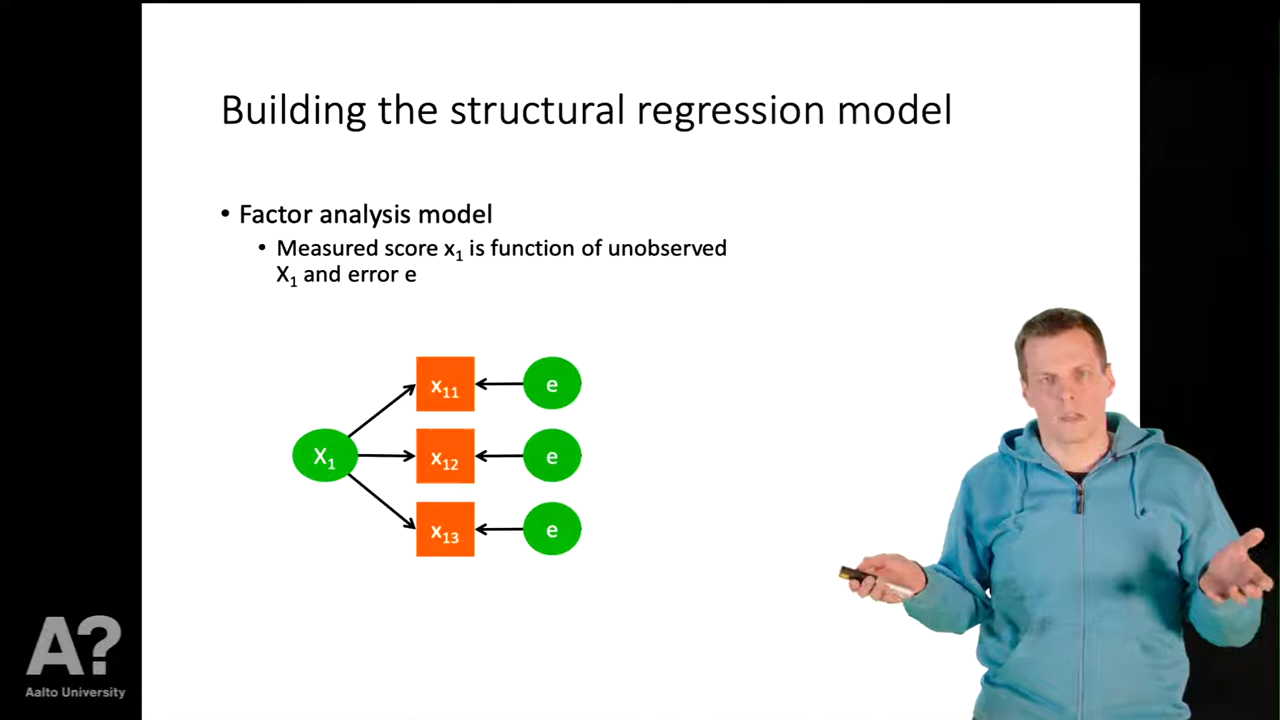 Building the structural regression model
• Factor analysis model
• Measured score x₁ is function of unobserved
X₁ and error e
x₁₁ e
X₁ x₁₂ e
x₁₃ e
A?
Aalto University